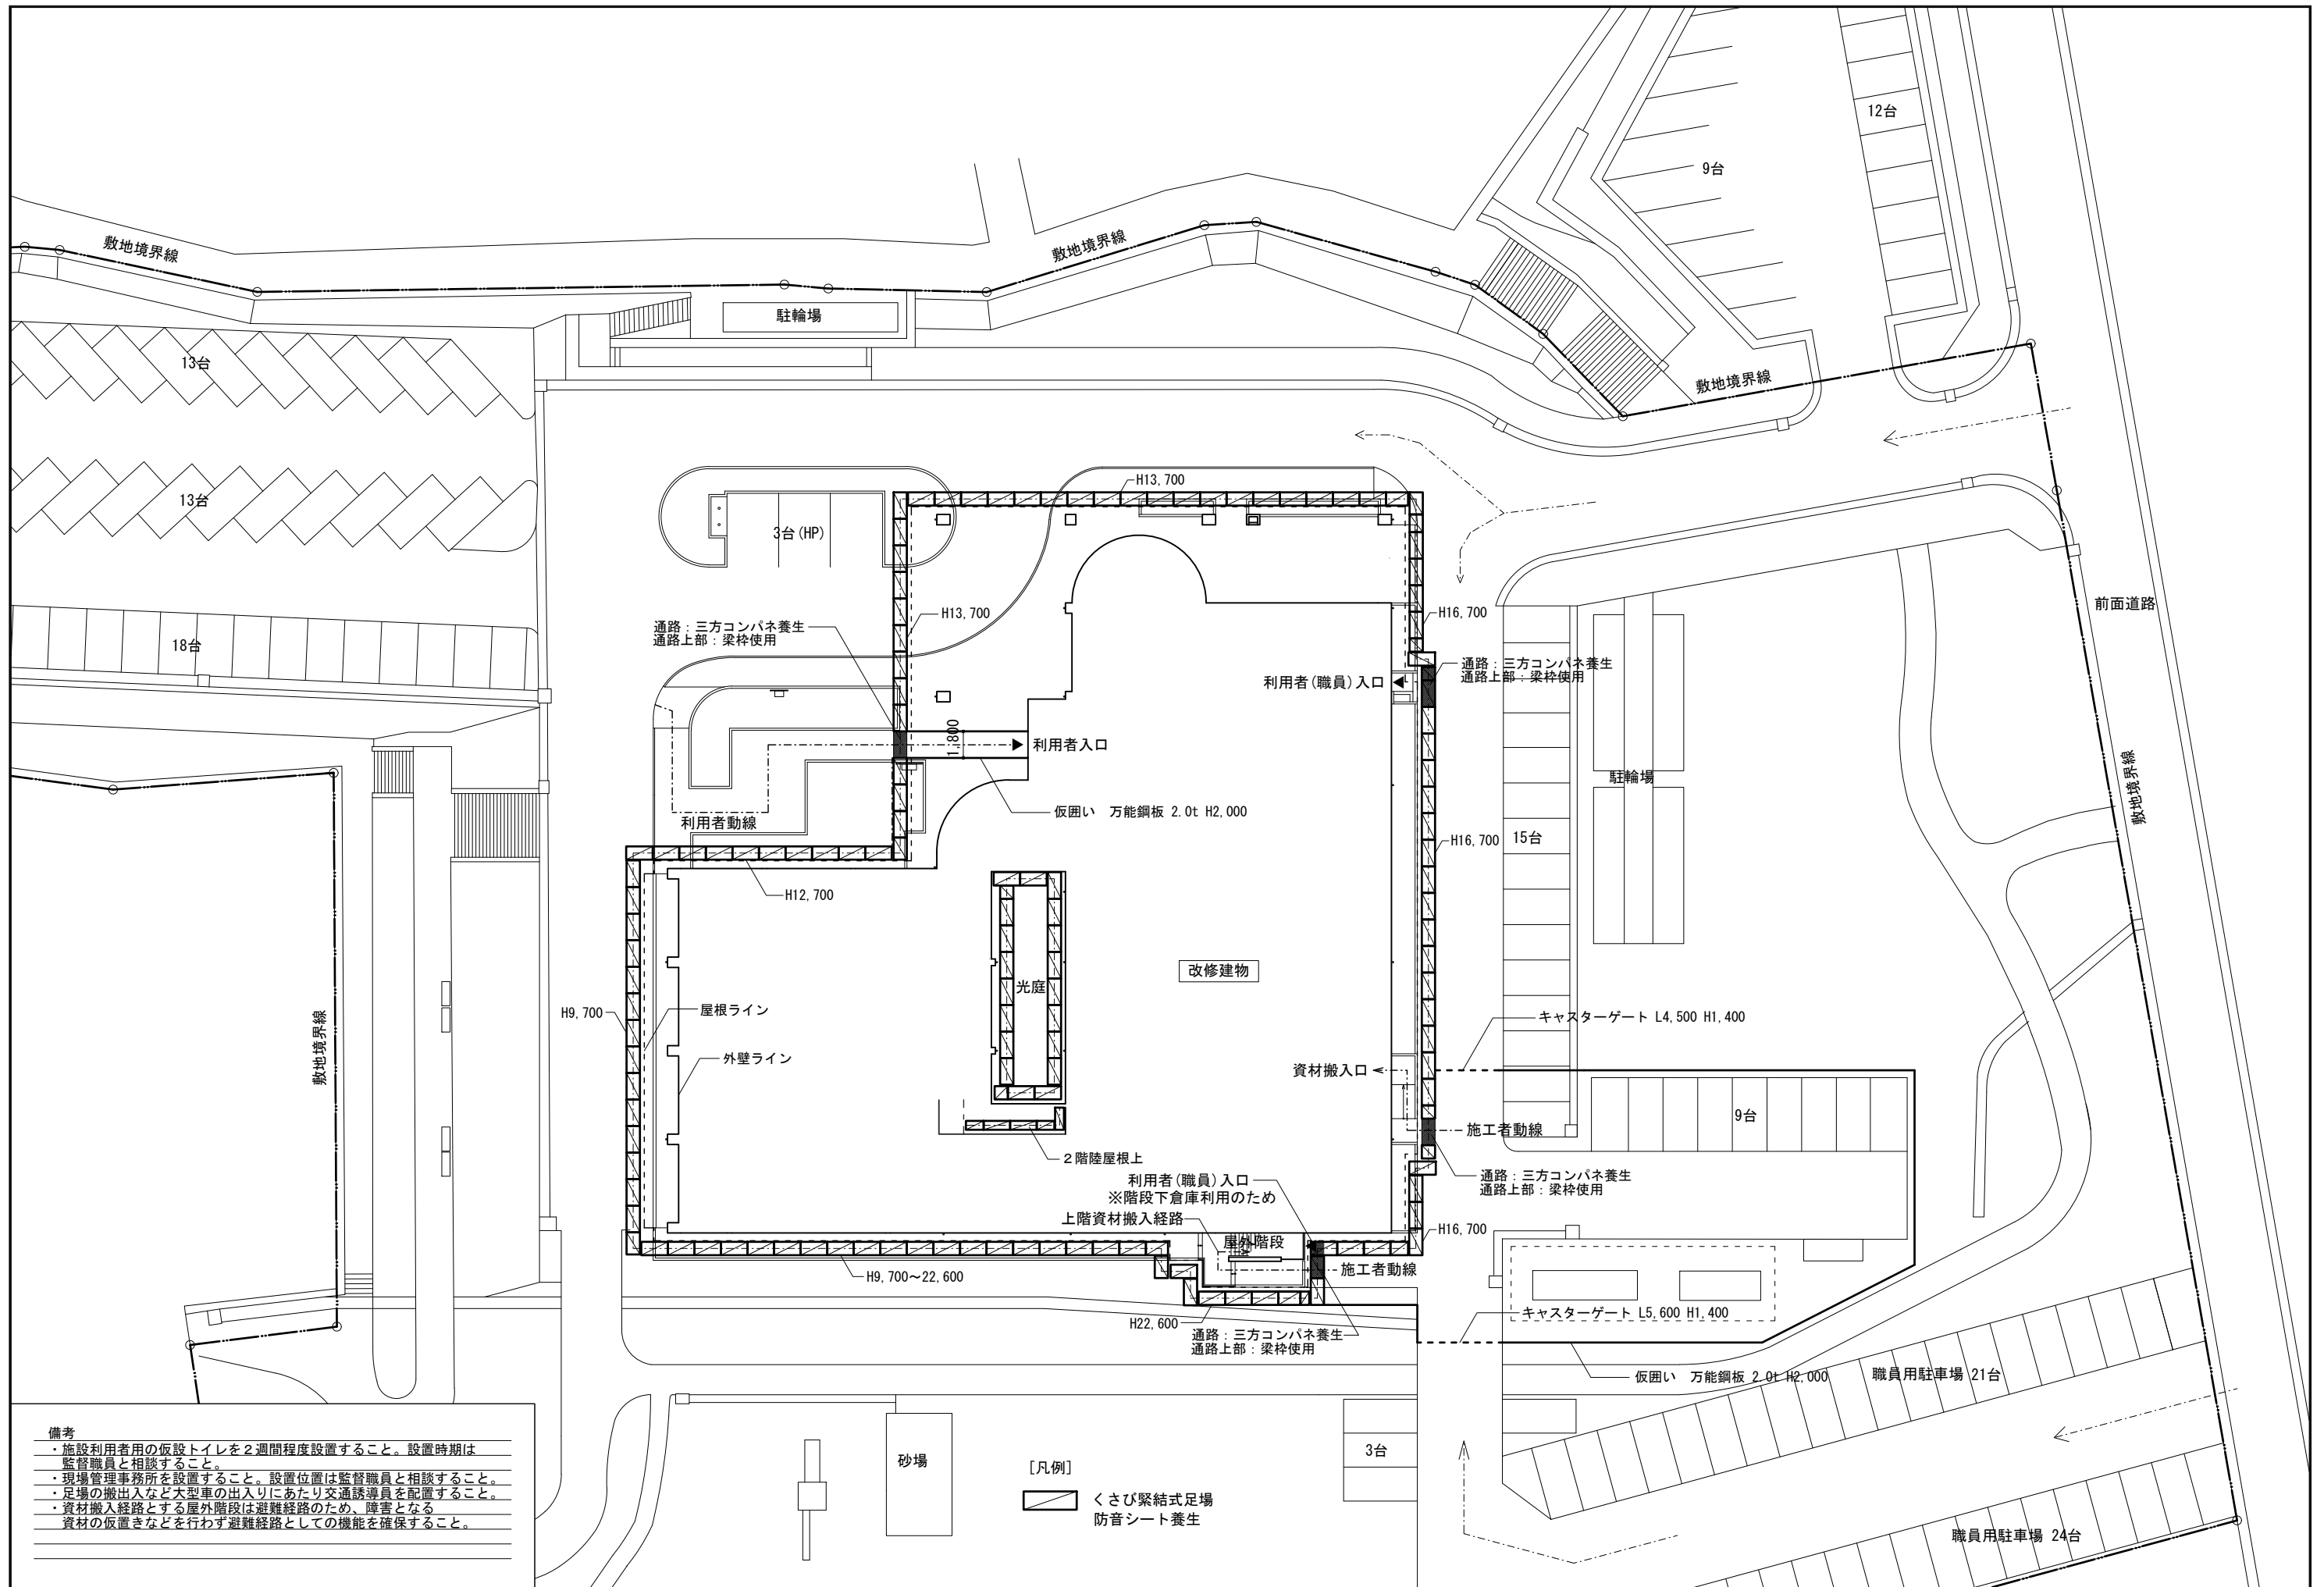 12台
9台
敷地境界線
敷地境界線
駐輪場
13台
敷地境界線
H13,700
13台
3台(HP)
前面道路
H13,700
H16,700
通路：三方コンパネ養生
通路上部：梁枠使用
18台
通路：三方コンパネ養生
通路上部：梁枠使用
利用者(職員)入口
1,800
利用者入口
駐輪場
敷地境界線
仮囲い　万能鋼板 2.0t H2,000
利用者動線
H16,700
15台
H12,700
改修建物
光庭
屋根ライン
H9,700
キャスターゲート L4,500 H1,400
敷地境界線
外壁ライン
資材搬入口
9台
施工者動線
２階陸屋根上
通路：三方コンパネ養生
通路上部：梁枠使用
利用者(職員)入口
※階段下倉庫利用のため
上階資材搬入経路
H16,700
屋外階段
施工者動線
H9,700～22,600
キャスターゲート L5,600 H1,400
H22,600
通路：三方コンパネ養生
通路上部：梁枠使用
仮囲い　万能鋼板 2.0t H2,000
職員用駐車場 21台
備考
・施設利用者用の仮設トイレを２週間程度設置すること。設置時期は
監督職員と相談すること。
・現場管理事務所を設置すること。設置位置は監督職員と相談すること。
・足場の搬出入など大型車の出入りにあたり交通誘導員を配置すること。
・資材搬入経路とする屋外階段は避難経路のため、障害となる
資材の仮置きなどを行わず避難経路としての機能を確保すること。
砂場
3台
[凡例]
くさび緊結式足場
防音シート養生
職員用駐車場 24台